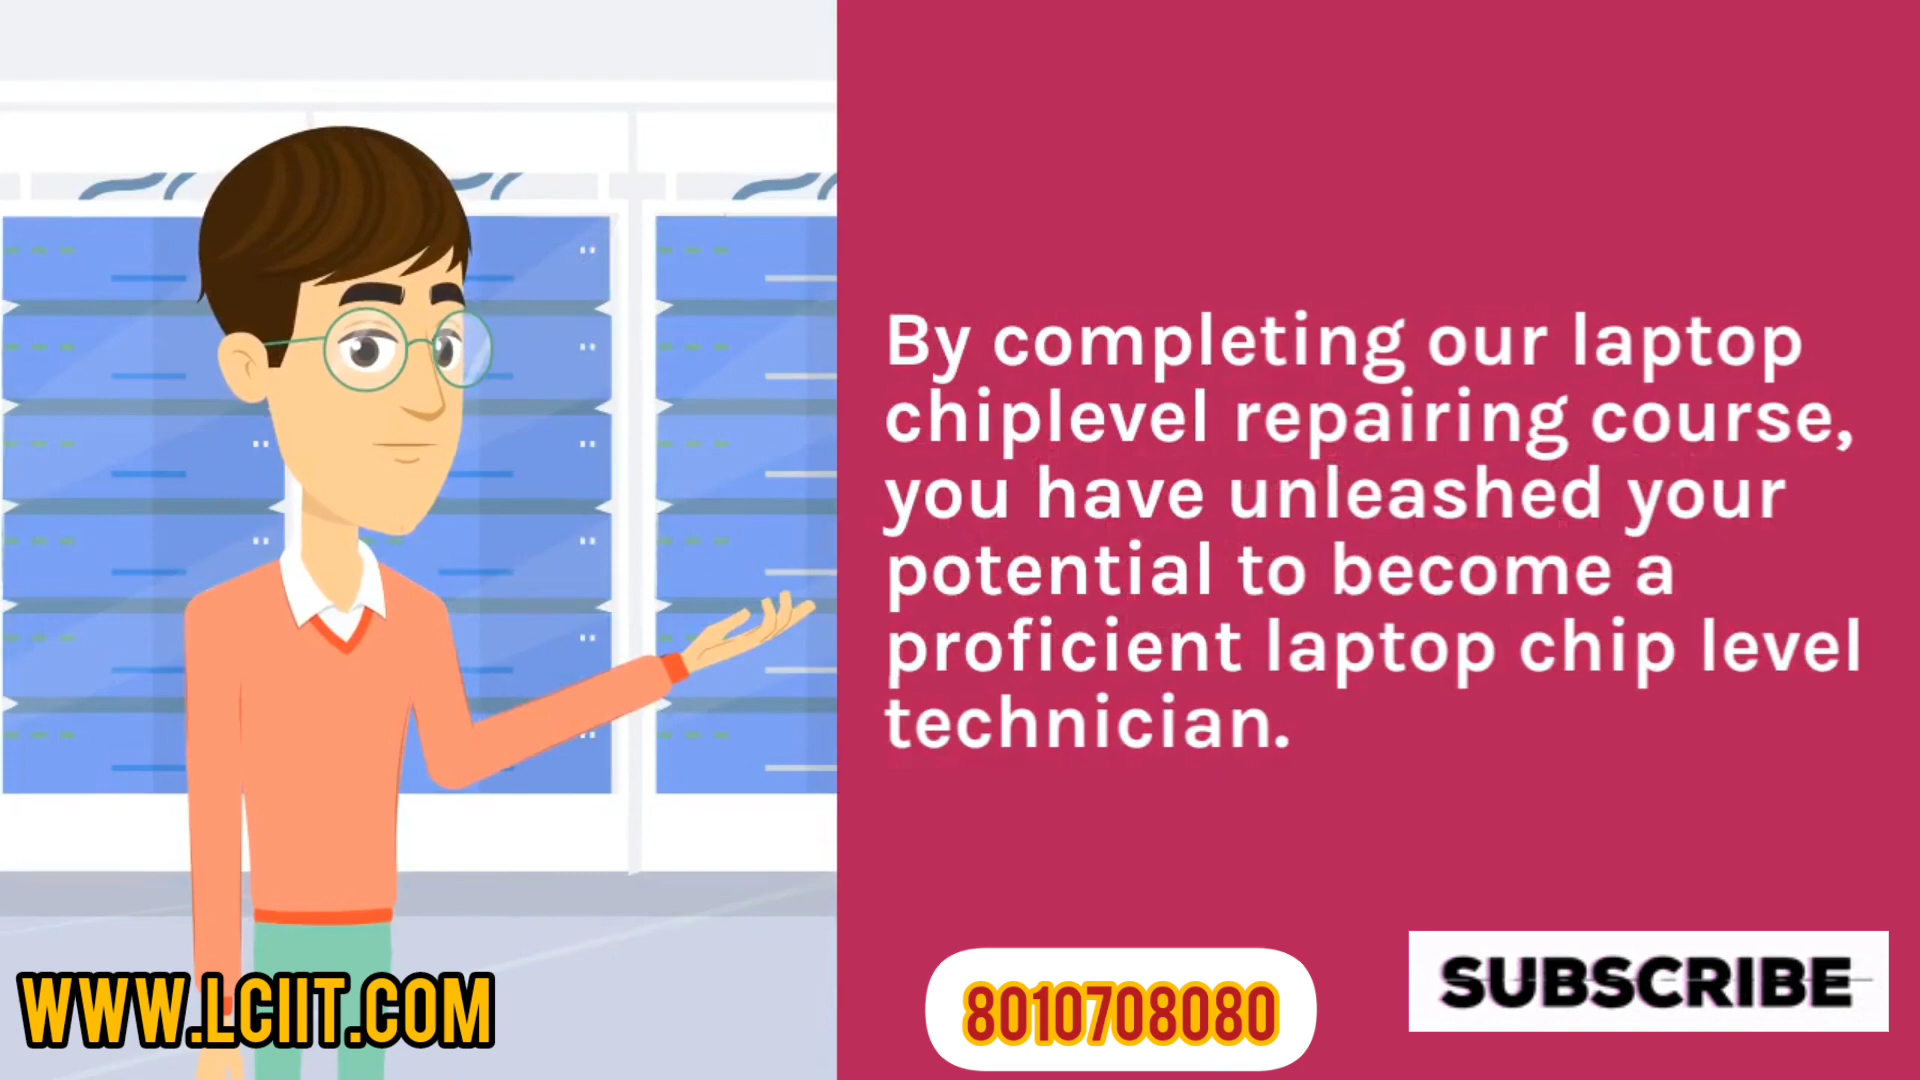 By completing our laptop
chiplevel repairing course,
you have unleashed your
potential to become a
proficient laptop chip level
technician.
WWW.LCIIT.COM
8010708080
SUBSCRIBE